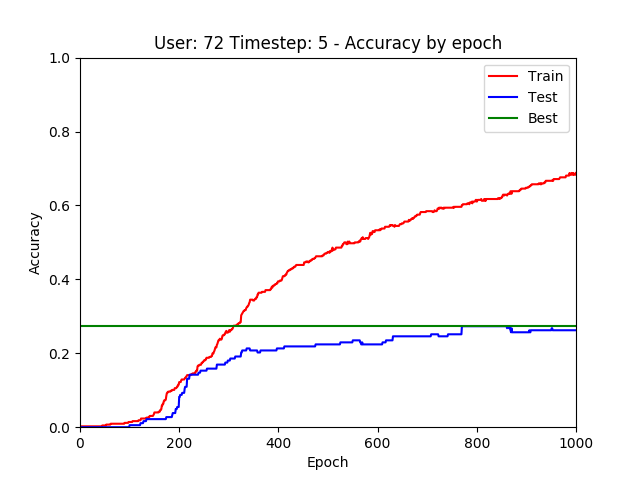 User: 72 Timestep: 5 - Accuracy by epoch
1.0
0.8
0.6
0.4
0.2
0.0
Accuracy
Train
Test
Best
0 200 400 600 800 1000
Epoch